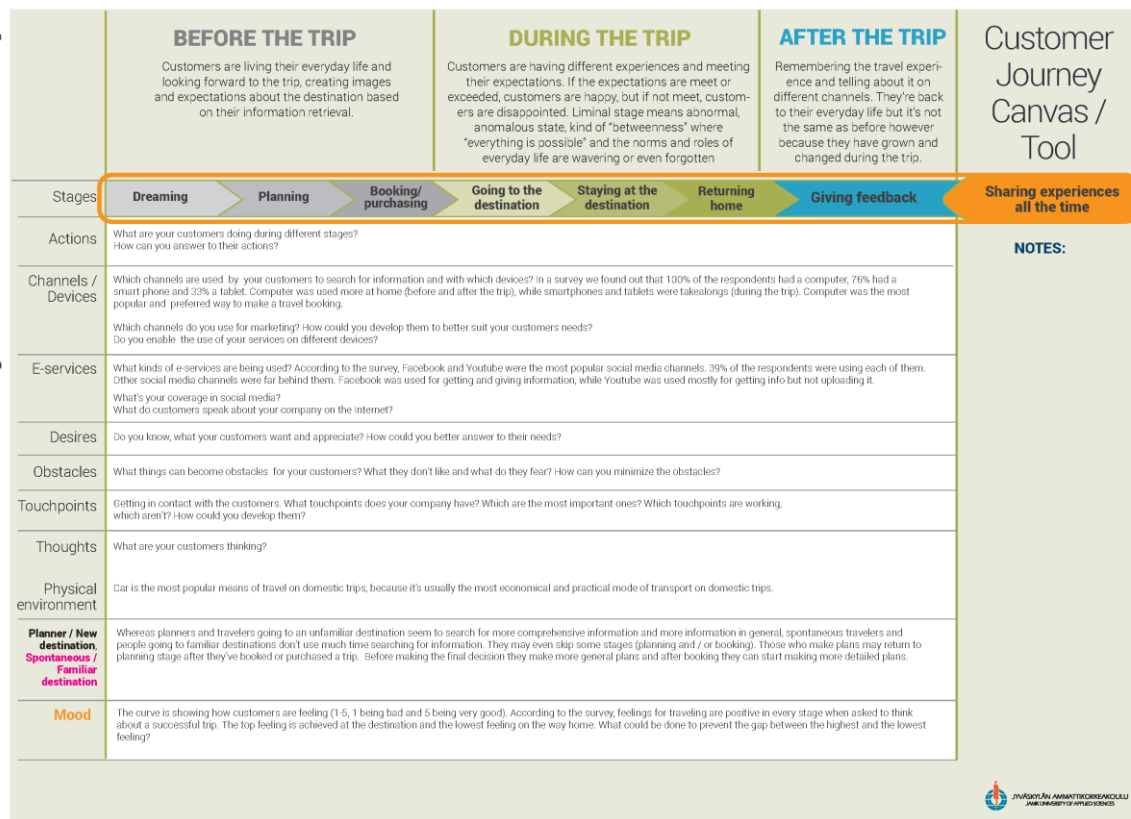 BEFORE THE TRIP
Customers are living their everyday life and
looking forward to the trip, creating images
and expectations about the destination based
on their information retrieval.
DURING THE TRIP
Customers are having different experiences and meeting
their expectations. If the expectations are meet or
exceeded, customers are happy, but if not meet, custom-
ers are disappointed. Liminal stage means abnormal,
anomalous state, kind of "betweenness" where
"everything is possible" and the norms and roles of
everyday life are wavering or even forgotten
AFTER THE TRIP
Remembering the travel experi-
ence and telling about it on
different channels. They're back
to their everyday life but it's not
the same as before however
because they have grown and
changed during the trip.
Customer
Journey
Canvas /
Tool
Stages
Dreaming
Planning
Booking/
purchasing
Going to the
destination
Staying at the
destination
Returning
home
Giving feedback
Sharing experiences
all the time
NOTES:
Actions
What are your customers doing during different stages?
How can you answer to their actions?
Channels /
Devices
Which channels are used by your customers to search for information and with which devices? In a survey we found out that 100% of the respondents had a computer, 76% had a
smart phone and 33% a tablet. Computer was used more at home (before and after the trip), while smartphones and tablets were takealongs (during the trip). Computer was the most
popular and preferred way to make a travel booking.
Which channels do you use for marketing? How could you develop them to better suit your customers needs?
Do you enable the use of your services on different devices?
E-services
What kinds of e-services are being used? According to the survey, Facebook and Youtube were the most popular social media channels. 39% of the respondents were using each of them.
Other social media channels were far behind them. Facebook was used for getting and giving information, while Youtube was used mostly for getting info but not uploading it.
What's your coverage in social media?
What do customers speak about your company on the Internet?
Desires
Do you know, what your customers want and appreciate? How could you better answer to their needs?
Obstacles
What things can become obstacles for your customers? What they don't like and what do they fear? How can you minimize the obstacles?
Touchpoints
Getting in contact with the customers. What touchpoints does your company have? Which are the most important ones? Which touchpoints are working,
which aren't? How could you develop them?
Thoughts
What are your customers thinking?
Physical
environment
Car is the most popular means of travel on domestic trips, because it's usually the most economical and practical mode of transport on domestic trips.
Planner / New
destination,
Spontaneous /
Familiar
destination
Whereas planners and travelers going to an unfamiliar destination seem to search for more comprehensive information and more information in general, spontaneous travelers and
people going to familiar destinations don't use much time searching for information. They may even skip some stages (planning and / or booking). Those who make plans may return to
planning stage after they've booked or purchased a trip. Before making the final decision they make more general plans and after booking they can start making more detailed plans.
Mood
The curve is showing how customers are feeling (1-5, 1 being bad and 5 being very good). According to the survey, feelings for traveling are positive in every stage when asked to think
about a successful trip. The top feeling is achieved at the destination and the lowest feeling on the way home. What could be done to prevent the gap between the highest and the lowest
feeling?
JYVÄSKYLÄN AMMATTIKORKEAKOULU
JAMK UNIVERSITY OF APPLIED SCIENCES